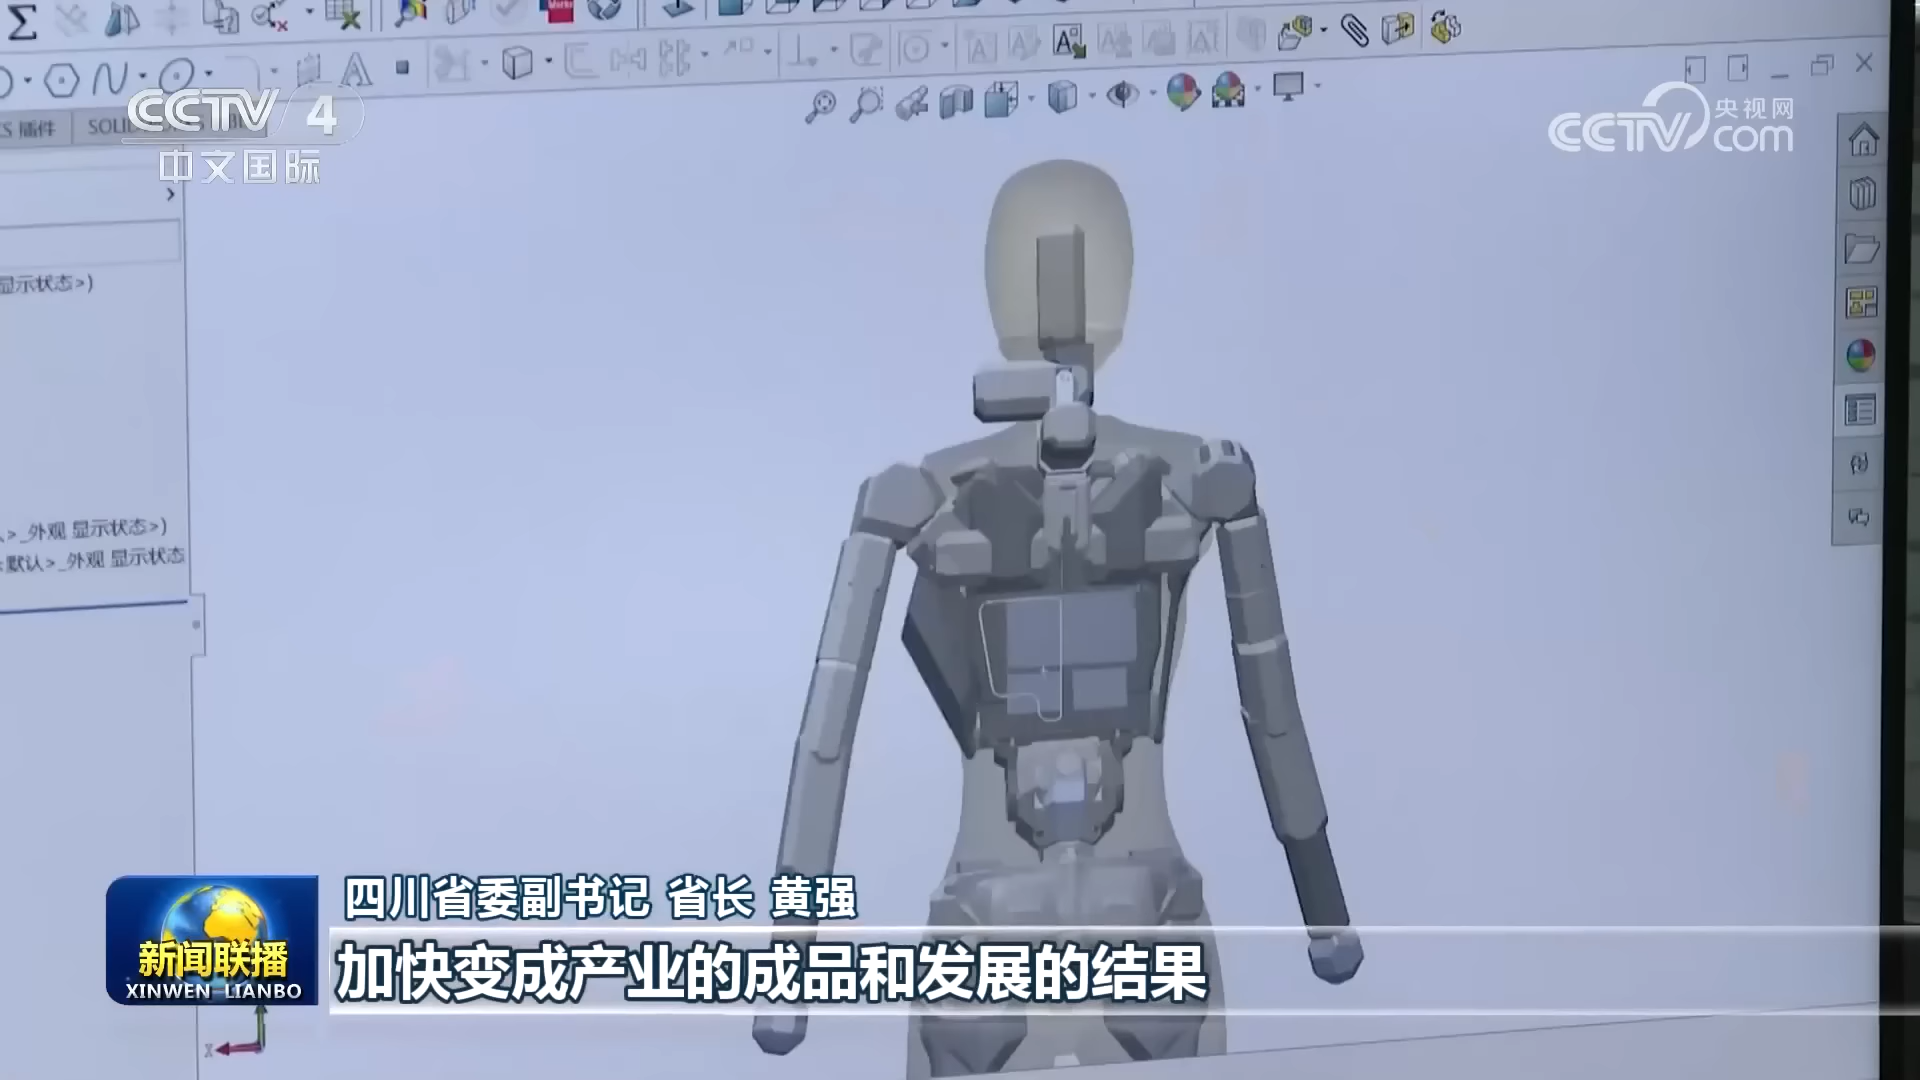 CCTV 4
中文国际
CCTV 央视网
com
S 插件
SOLID
显示状态>)
>_外观 显示状态>)
<默认>_外观 显示状态
四川省委副书记 省长 黄强
新闻联播
XINWEN LIANBO
加快变成产业的成品和发展的结果